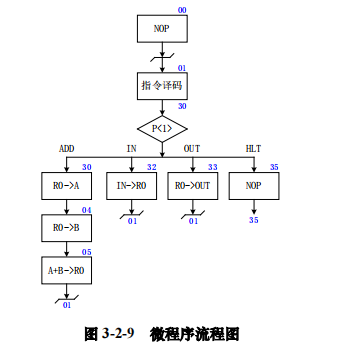 00
NOP
01
指令译码
30
P<1>
ADD IN OUT HLT
30 32 33 35
R0->A IN->R0 R0->OUT NOP
04 01 01 35
R0->B
05
A+B->R0
01
图 3-2-9 微程序流程图